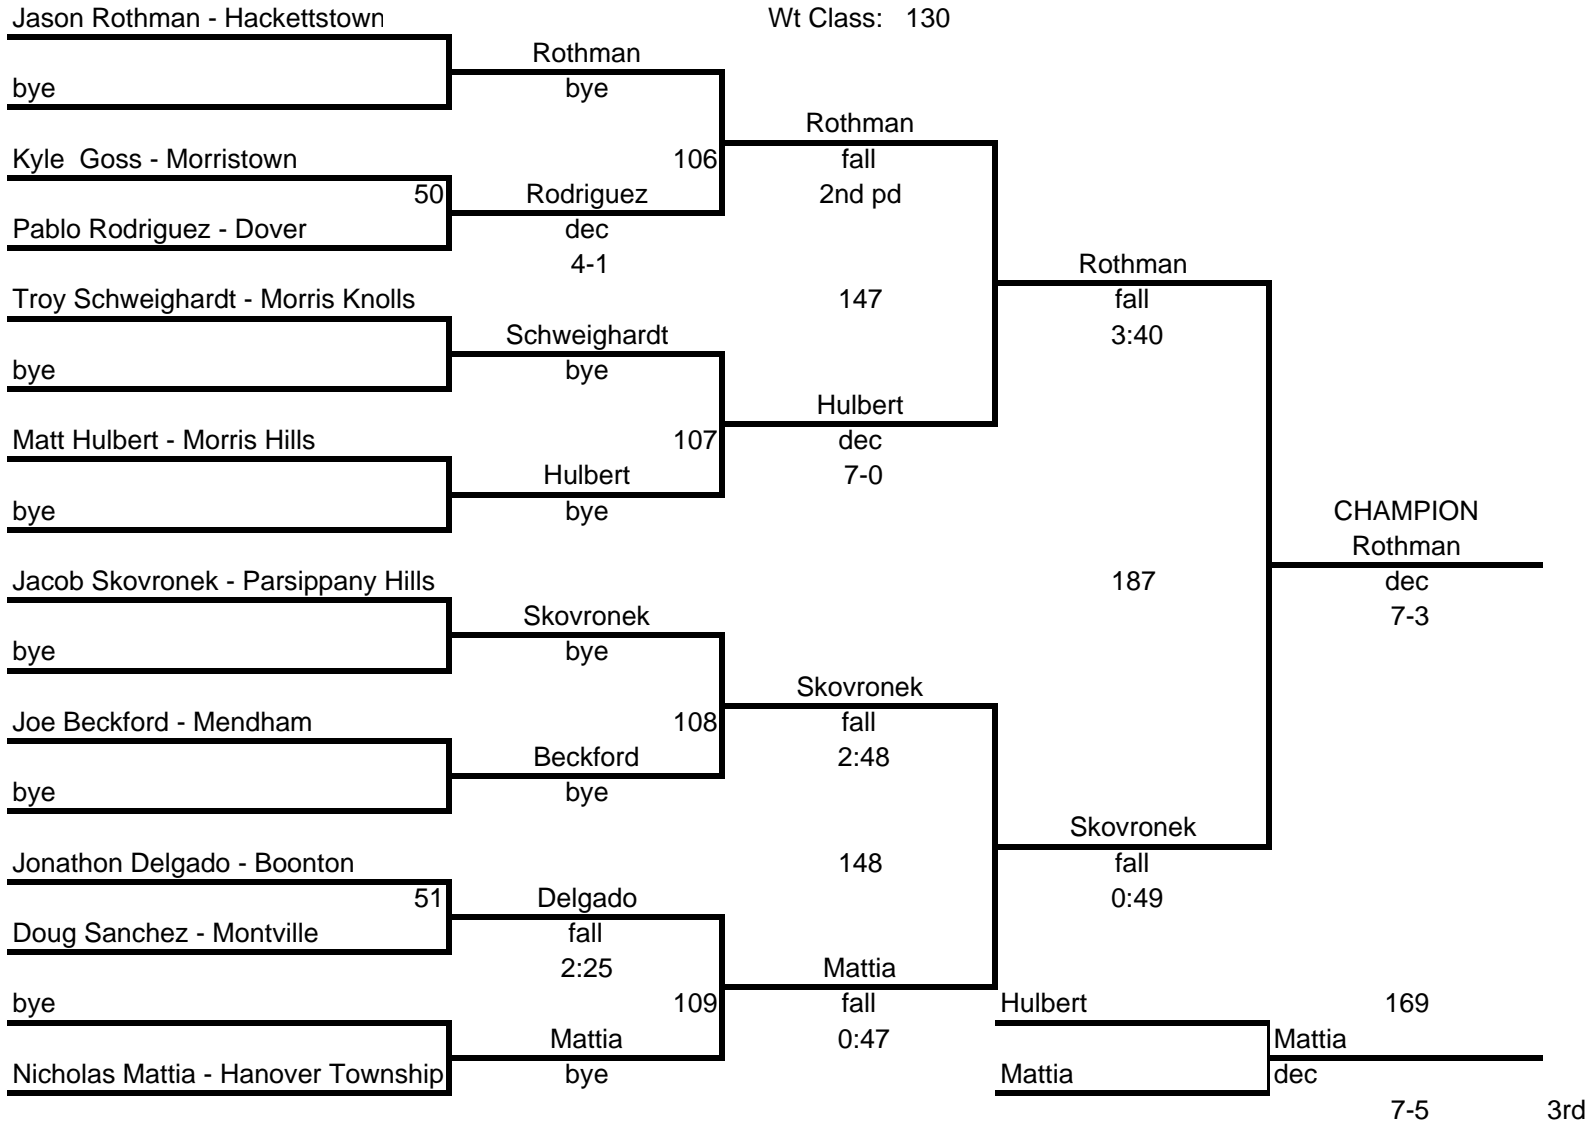 Jason Rothman - Hackettstown
Wt Class: 130
Rothman
bye
bye
Rothman
Kyle  Goss - Morristown
106
fall
50
Rodriguez
2nd pd
Pablo Rodriguez - Dover
dec
4-1
Rothman
Troy Schweighardt - Morris Knolls
147
fall
Schweighardt
3:40
bye
bye
Hulbert
Matt Hulbert - Morris Hills
107
dec
Hulbert
7-0
bye
bye
CHAMPION
Rothman
Jacob Skovronek - Parsippany Hills
187
dec
Skovronek
7-3
bye
bye
Skovronek
Joe Beckford - Mendham
108
fall
Beckford
2:48
bye
bye
Skovronek
Jonathon Delgado - Boonton
148
fall
51
Delgado
0:49
Doug Sanchez - Montville
fall
2:25
Mattia
bye
109
fall
Hulbert
169
Mattia
0:47
Mattia
Nicholas Mattia - Hanover Township
bye
Mattia
dec
7-5
3rd